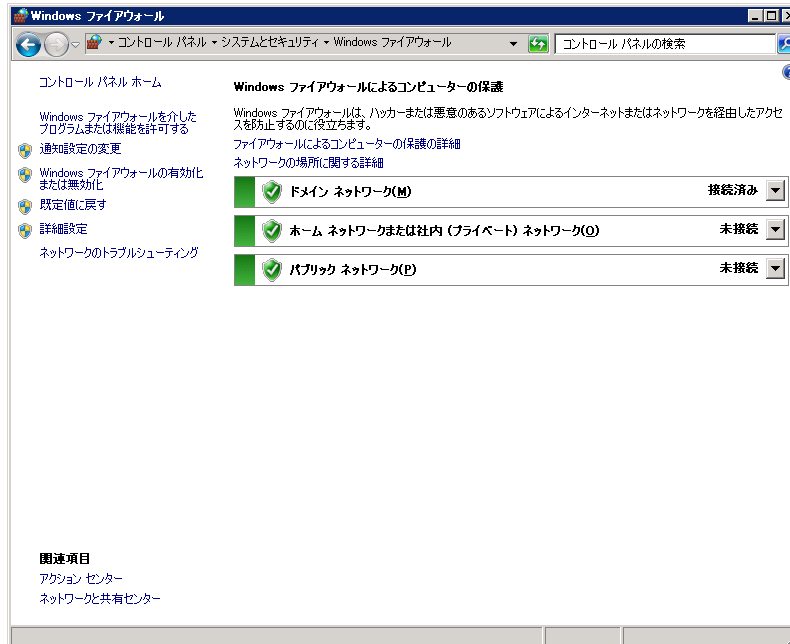 Windows ファイアウォール
コントロール パネル システムとセキュリティ Windows ファイアウォール
コントロール パネルの検索
コントロール パネル ホーム
Windows ファイアウォールを介した
プログラムまたは機能を許可する
通知設定の変更
Windows ファイアウォールの有効化
または無効化
既定値に戻す
詳細設定
ネットワークのトラブルシューティング
Windows ファイアウォールによるコンピューターの保護
Windows ファイアウォールは、ハッカーまたは悪意のあるソフトウェアによるインターネットまたはネットワークを経由したアクセ
スを防止するのに役立ちます。
ファイアウォールによるコンピューターの保護の詳細
ネットワークの場所に関する詳細
ドメイン ネットワーク(M) 接続済み
ホーム ネットワークまたは社内 (プライベート) ネットワーク(O) 未接続
パブリック ネットワーク(P) 未接続
関連項目
アクション センター
ネットワークと共有センター